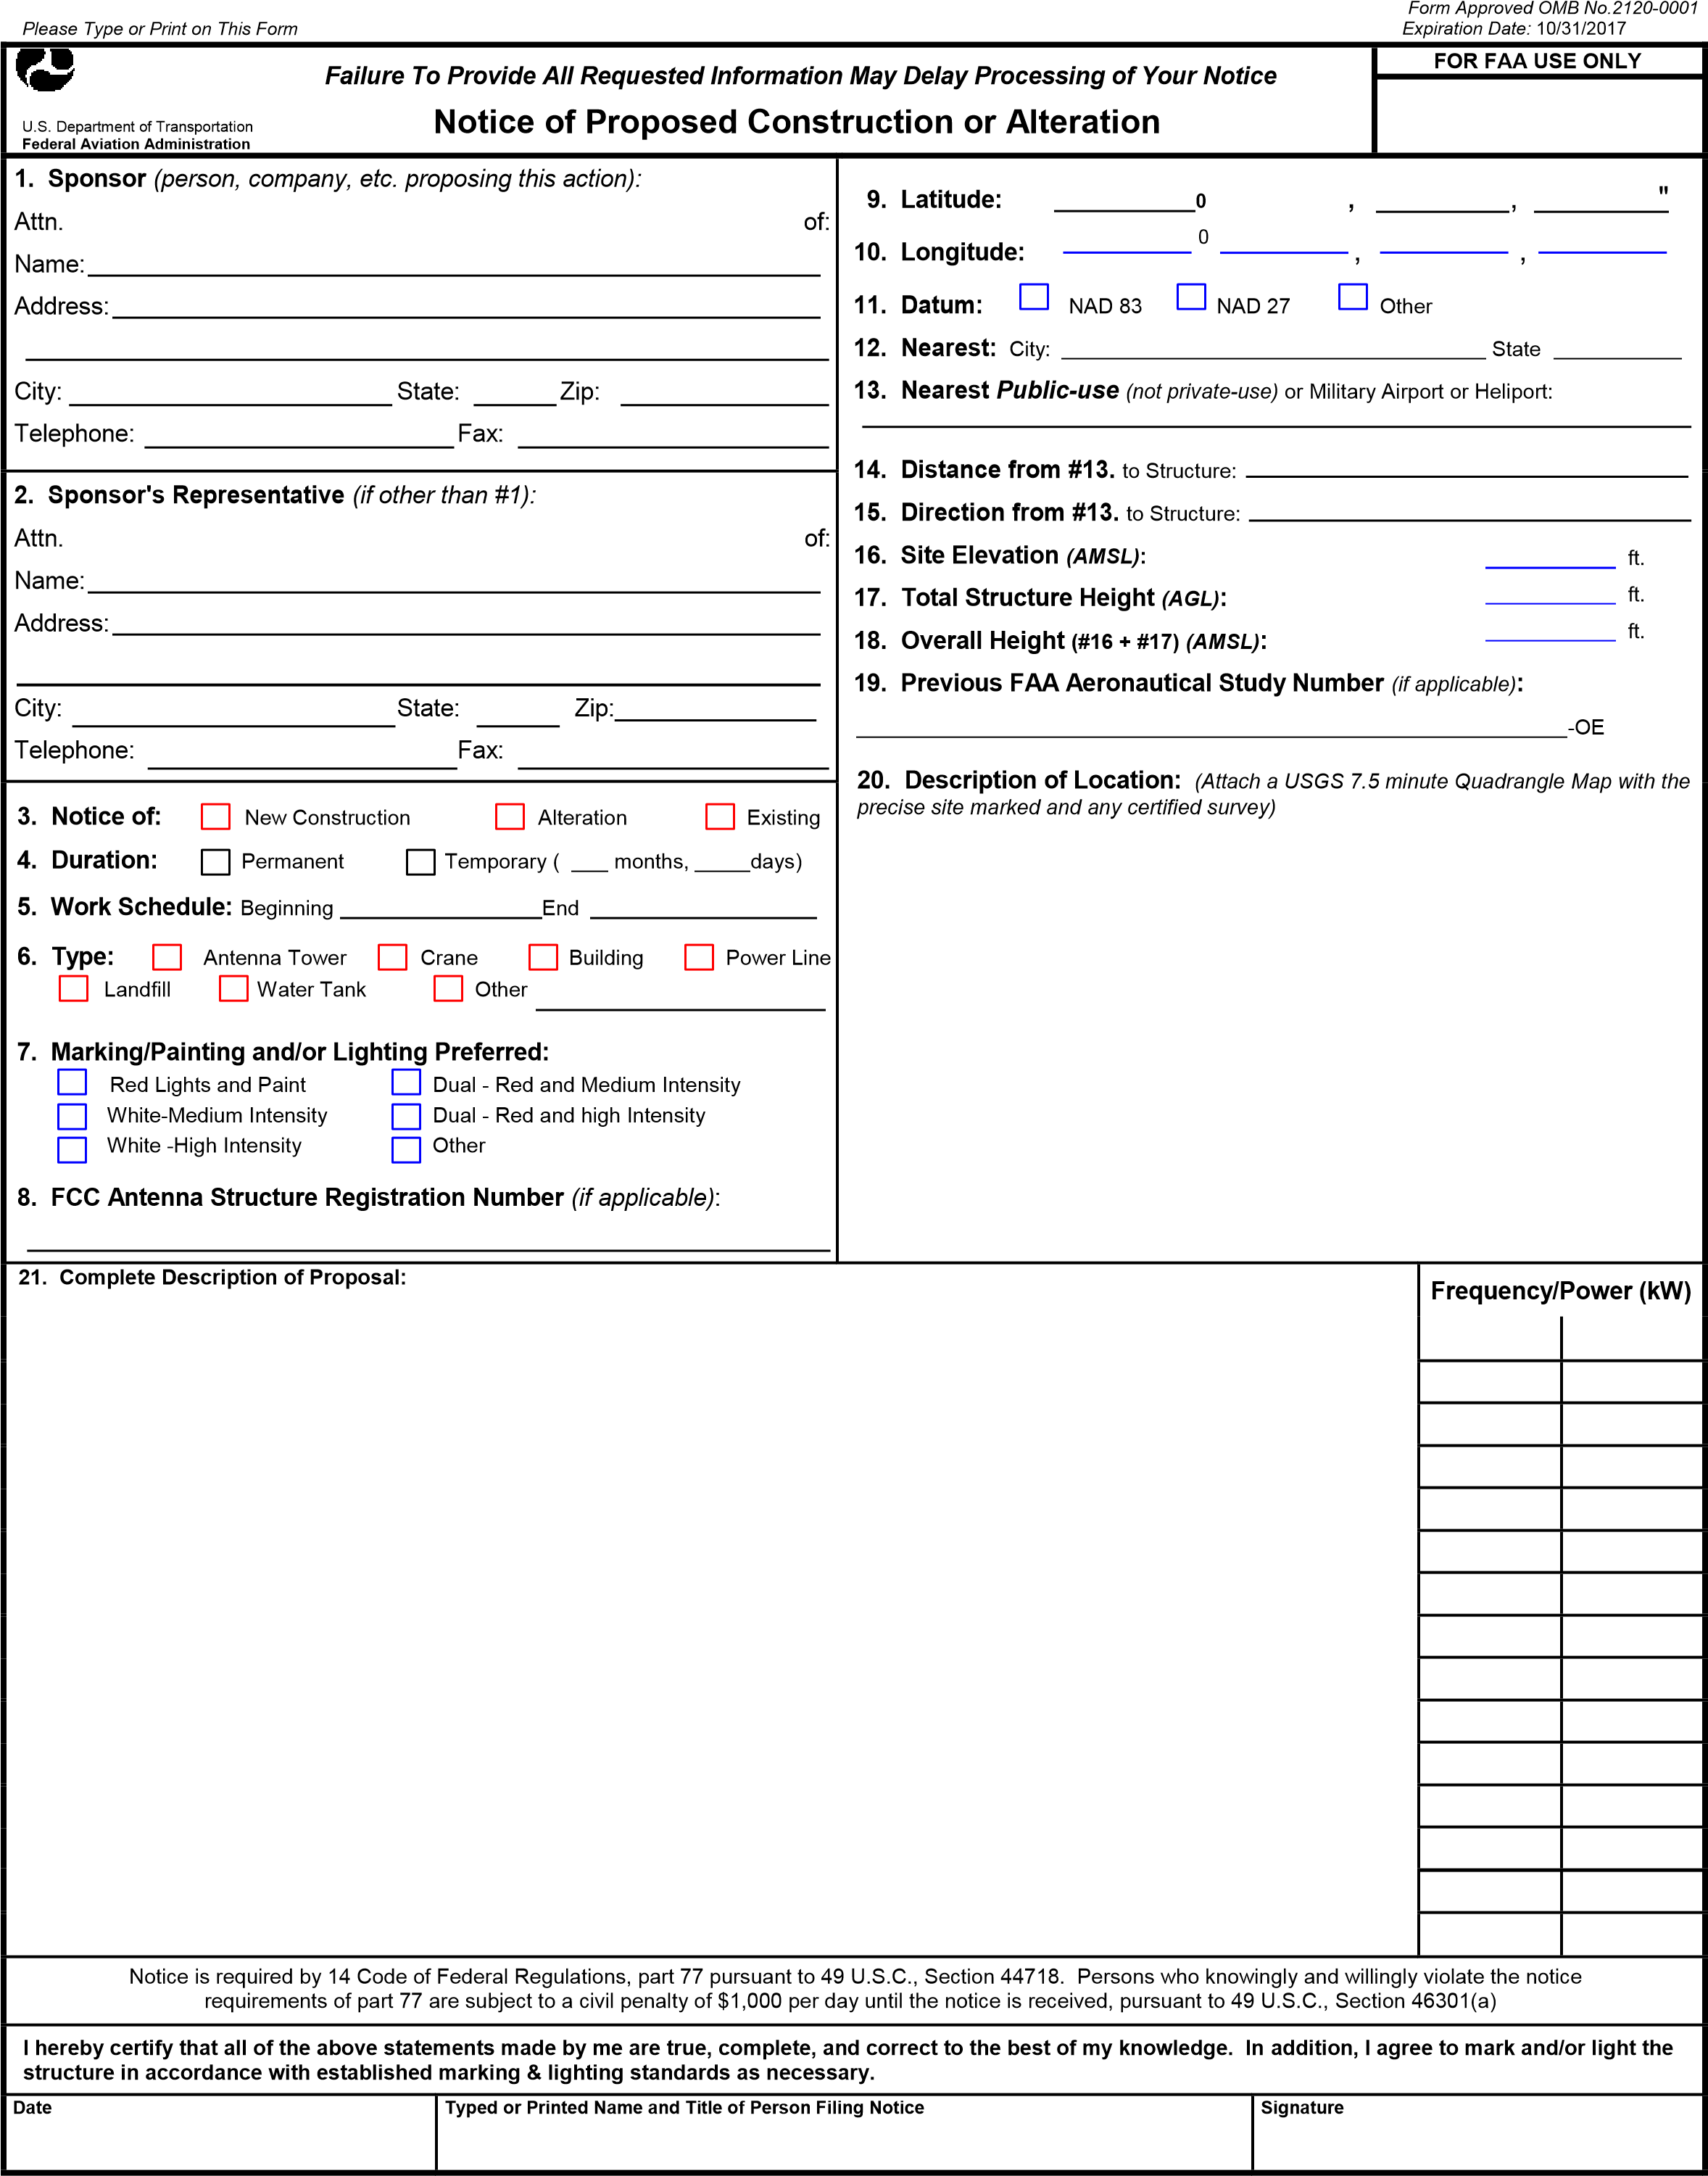 Please Type or Print on This Form
Form Approved OMB No.2120-0001
Expiration Date: 10/31/2017
Failure To Provide All Requested Information May Delay Processing of Your Notice
FOR FAA USE ONLY
Notice of Proposed Construction or Alteration
U.S. Department of Transportation
Federal Aviation Administration
1. Sponsor (person, company, etc. proposing this action):
Attn. of:
Name:
Address:
City: State: Zip:
Telephone: Fax:
2. Sponsor's Representative (if other than #1):
Attn. of:
Name:
Address:
City: State: Zip:
Telephone: Fax:
3. Notice of: New Construction Alteration Existing
4. Duration: Permanent Temporary ( ___ months, ____ days)
5. Work Schedule: Beginning End
6. Type: Antenna Tower Crane Building Power Line
Landfill Water Tank Other
7. Marking/Painting and/or Lighting Preferred:
Red Lights and Paint Dual - Red and Medium Intensity
White-Medium Intensity Dual - Red and high Intensity
White -High Intensity Other
8. FCC Antenna Structure Registration Number (if applicable):
9. Latitude: 0 , , "
10. Longitude: 0 , ,
11. Datum: NAD 83 NAD 27 Other
12. Nearest: City: State
13. Nearest Public-use (not private-use) or Military Airport or Heliport:
14. Distance from #13. to Structure:
15. Direction from #13. to Structure:
16. Site Elevation (AMSL): ft.
17. Total Structure Height (AGL): ft.
18. Overall Height (#16 + #17) (AMSL): ft.
19. Previous FAA Aeronautical Study Number (if applicable):
-OE
20. Description of Location: (Attach a USGS 7.5 minute Quadrangle Map with the
precise site marked and any certified survey)
21. Complete Description of Proposal:
Frequency/Power (kW)
Notice is required by 14 Code of Federal Regulations, part 77 pursuant to 49 U.S.C., Section 44718. Persons who knowingly and willingly violate the notice
requirements of part 77 are subject to a civil penalty of $1,000 per day until the notice is received, pursuant to 49 U.S.C., Section 46301(a)
I hereby certify that all of the above statements made by me are true, complete, and correct to the best of my knowledge. In addition, I agree to mark and/or light the
structure in accordance with established marking & lighting standards as necessary.
Date
Typed or Printed Name and Title of Person Filing Notice
Signature